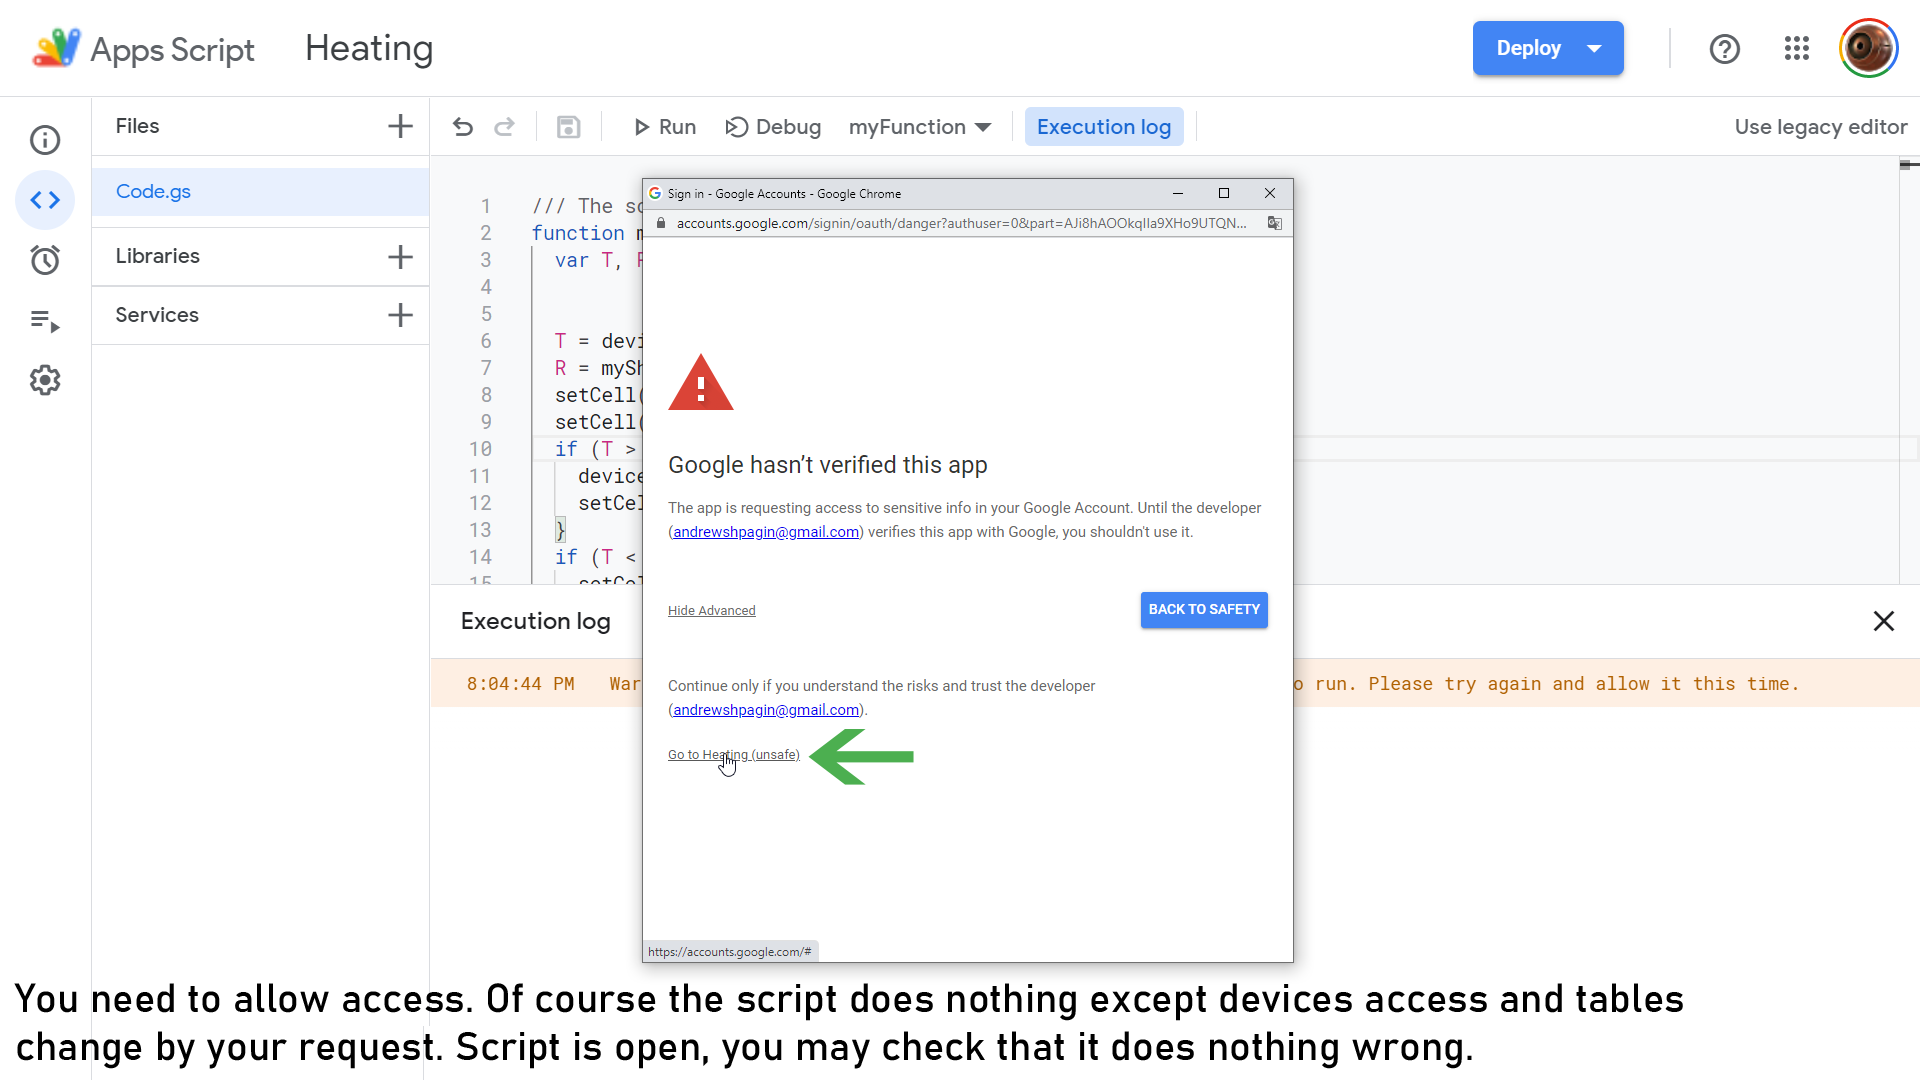 Apps Script
Heating
Deploy
Files
Code.gs
Libraries
Services
Run
Debug
myFunction
Execution log
Use legacy editor
1 /// The
2 function
3 var T,
4
5
6 T = devi
7 R = mySh
8 setCell(
9 setCell(
10 if (T >
11 device
12 setCel
13 }
14 if (T <
15
Sign in - Google Accounts - Google Chrome
accounts.google.com/signin/oauth/danger?authuser=0&part=AJi8hAOOkqlla9XHo9UTQN...
Google hasn’t verified this app
The app is requesting access to sensitive info in your Google Account. Until the developer
(andrewshpagin@gmail.com) verifies this app with Google, you shouldn't use it.
Hide Advanced
BACK TO SAFETY
Continue only if you understand the risks and trust the developer
(andrewshpagin@gmail.com).
Go to Heating (unsafe)
https://accounts.google.com/#
Execution log
8:04:44 PM War
o run. Please try again and allow it this time.
You need to allow access. Of course the script does nothing except devices access and tables
change by your request. Script is open, you may check that it does nothing wrong.